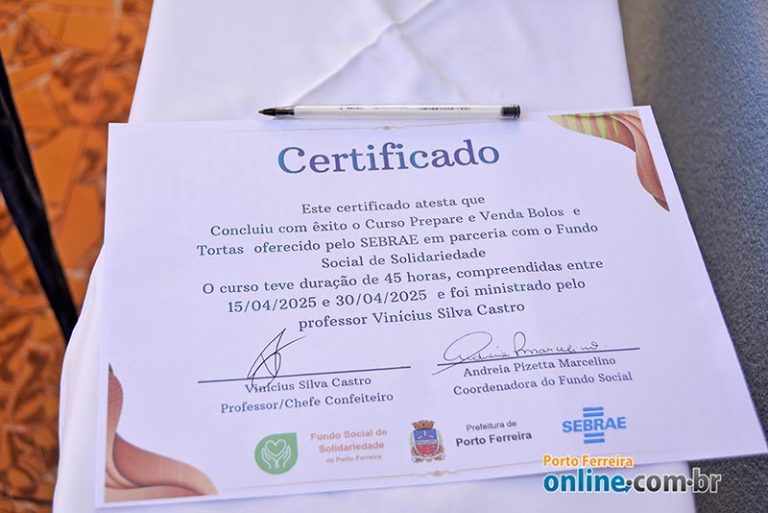 Certificado
Este certificado atesta que
Concluiu com êxito o Curso Prepare e Venda Bolos e
Tortas oferecido pelo SEBRAE em parceria com o Fundo
Social de Solidariedade
O curso teve duração de 45 horas, compreendidas entre
15/04/2025 e 30/04/2025 e foi ministrado pelo
professor Vinícius Silva Castro
Vinícius Silva Castro
Professor/Chefe Confeiteiro
Andreia Pizetta Marcelino
Coordenadora do Fundo Social
Fundo Social de
Solidariedade
de Porto Ferreira
Prefeitura de
Porto Ferreira
SEBRAE
Porto Ferreira
online.com.br